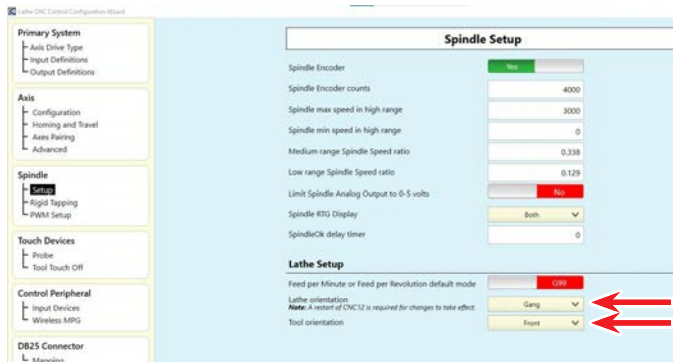 Lathe CNC Control Configuration Wizard
Primary System
Axis Drive Type
Input Definitions
Output Definitions
Axis
Configuration
Homing and Travel
Axes Pairing
Advanced
Spindle
Setup
Rigid Tapping
PWM Setup
Touch Devices
Probe
Tool Touch Off
Control Peripheral
Input Devices
Wireless MPG
DB25 Connector
Mapping
Spindle Setup
Spindle Encoder Yes
Spindle Encoder counts 4000
Spindle max speed in high range 3000
Spindle min speed in high range 0
Medium range Spindle Speed ratio 0.338
Low range Spindle Speed ratio 0.129
Limit Spindle Analog Output to 0-5 volts No
Spindle RTG Display Both
SpindleOk delay timer 0
Lathe Setup
Feed per Minute or Feed per Revolution default mode G99
Lathe orientation Gang
Note: A restart of CNC12 is required for changes to take effect.
Tool orientation Front